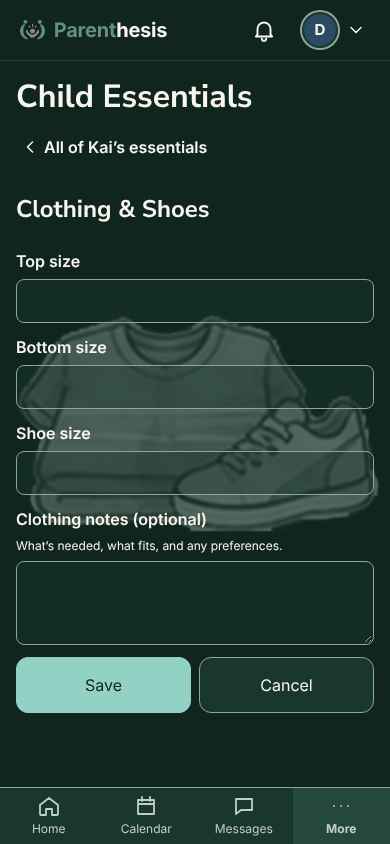 Parenthesis
D
Child Essentials
All of Kai’s essentials
Clothing & Shoes
Top size
Bottom size
Shoe size
Clothing notes (optional)
What’s needed, what fits, and any preferences.
Save
Cancel
Home
Calendar
Messages
More